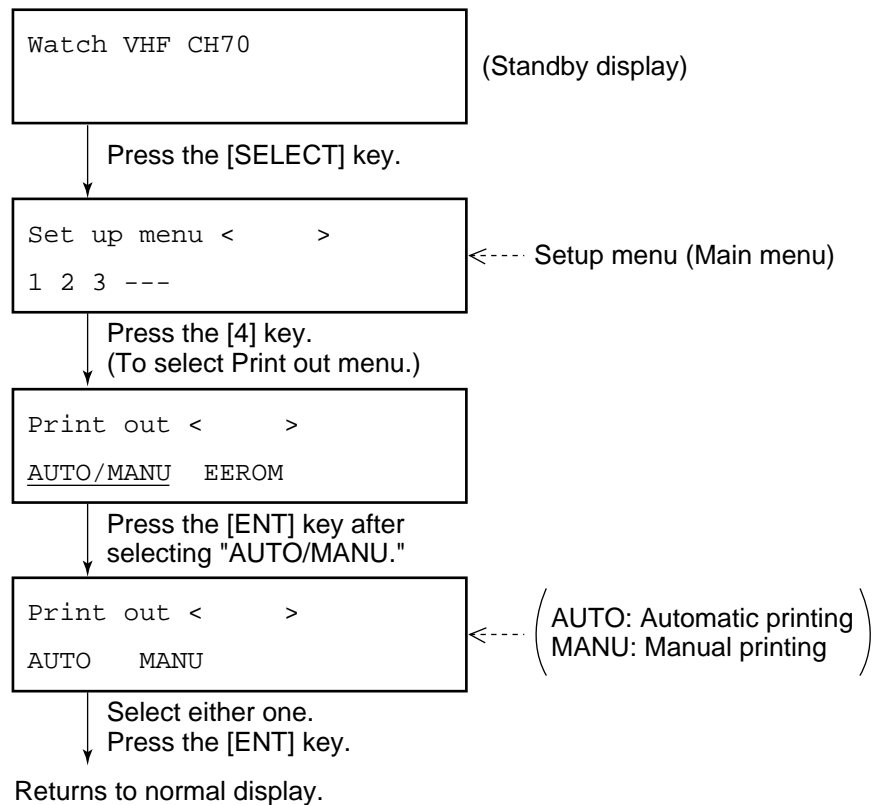 Watch VHF CH70
(Standby display)
Press the [SELECT] key.
Set up menu <     >
1 2 3 ---
Setup menu (Main menu)
Press the [4] key.
(To select Print out menu.)
Print out <     >
AUTO/MANU  EEROM
Press the [ENT] key after
selecting "AUTO/MANU."
Print out <     >
AUTO   MANU
AUTO: Automatic printing
MANU: Manual printing
Select either one.
Press the [ENT] key.
Returns to normal display.